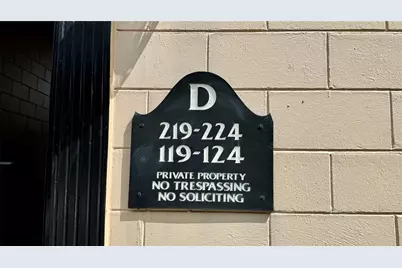 D
219-224
119-124
PRIVATE PROPERTY
NO TRESPASSING
NO SOLICITING